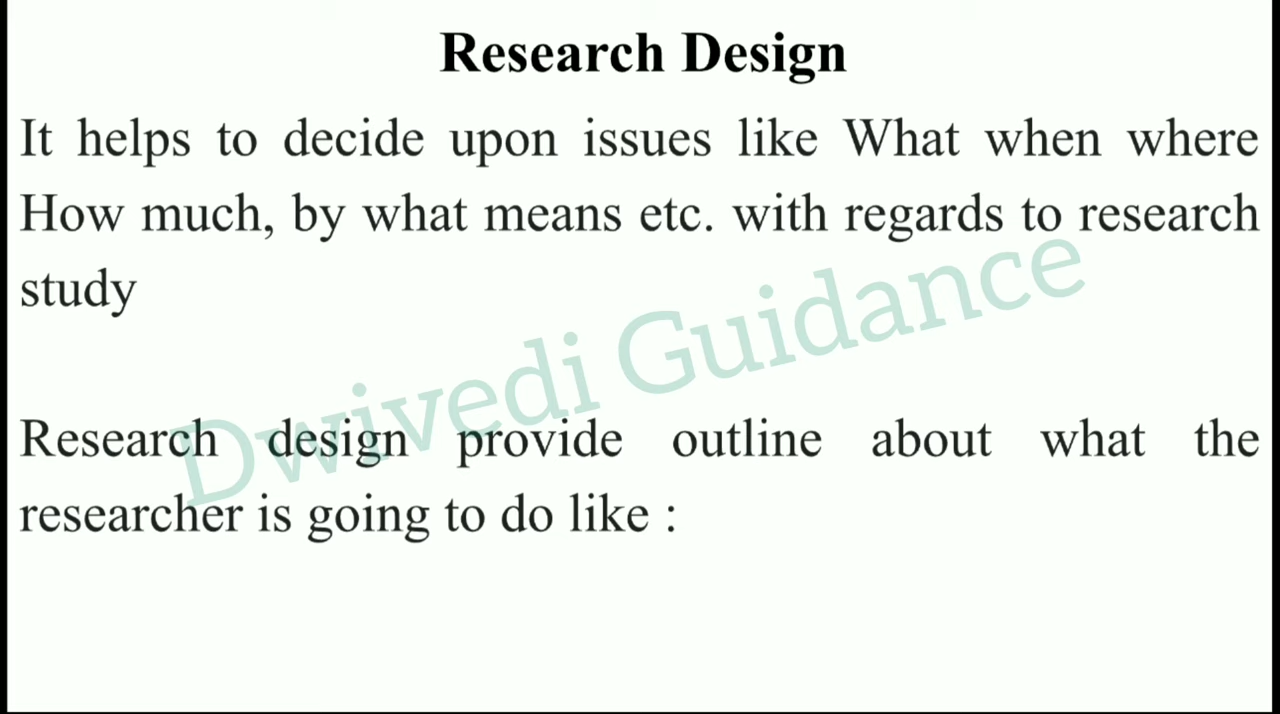 Research Design
It helps to decide upon issues like What when where
How much, by what means etc. with regards to research
study
Dwivedi Guidance
Research design provide outline about what the
researcher is going to do like :